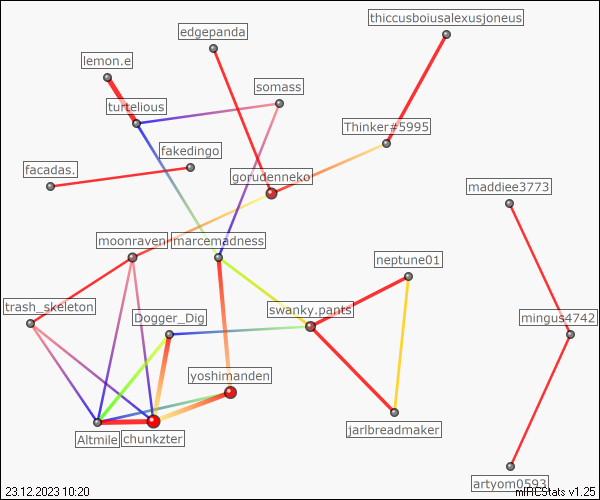 thiccusboiusalexusjoneus
edgepanda
lemon.e
somass
turtelious
Thinker#5995
fakedingo
facadas.
gorudenneko
maddiee3773
moonraven
marcemadness
neptune01
trash_skeleton
Dogger_Dig
swanky.pants
mingus4742
yoshimanden
Altmile
chunkzter
jarlbreadmaker
artyom0593
23.12.2023 10:20
mIRCStats v1.25